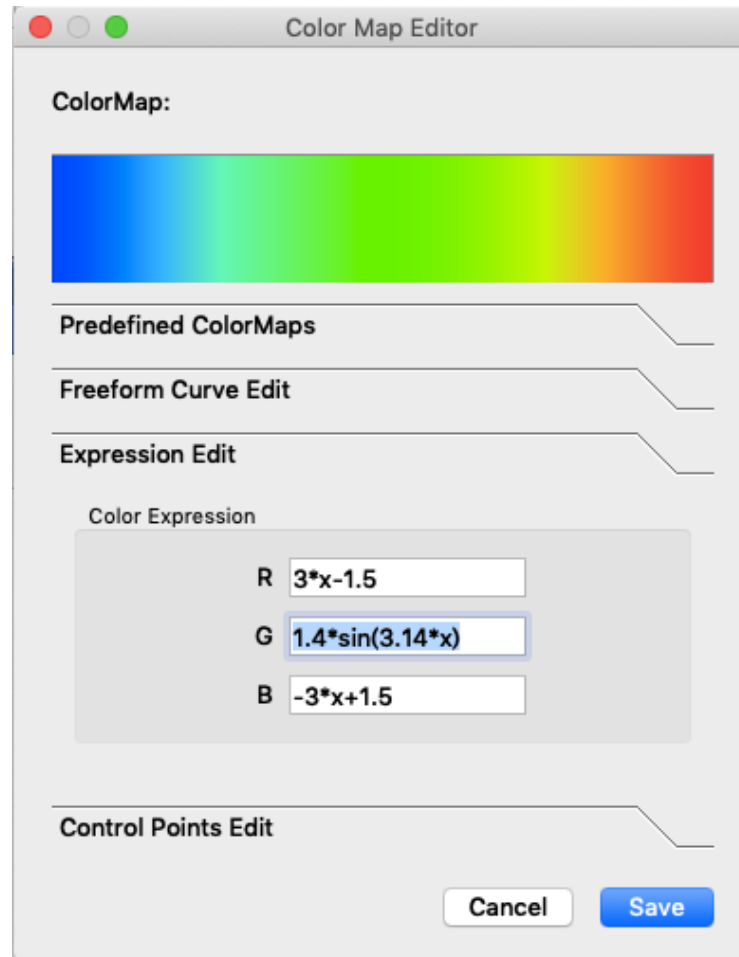 Color Map Editor
ColorMap:
Predefined ColorMaps
Freeform Curve Edit
Expression Edit
Color Expression
R 3*x-1.5
G 1.4*sin(3.14*x)
B -3*x+1.5
Control Points Edit
Cancel Save